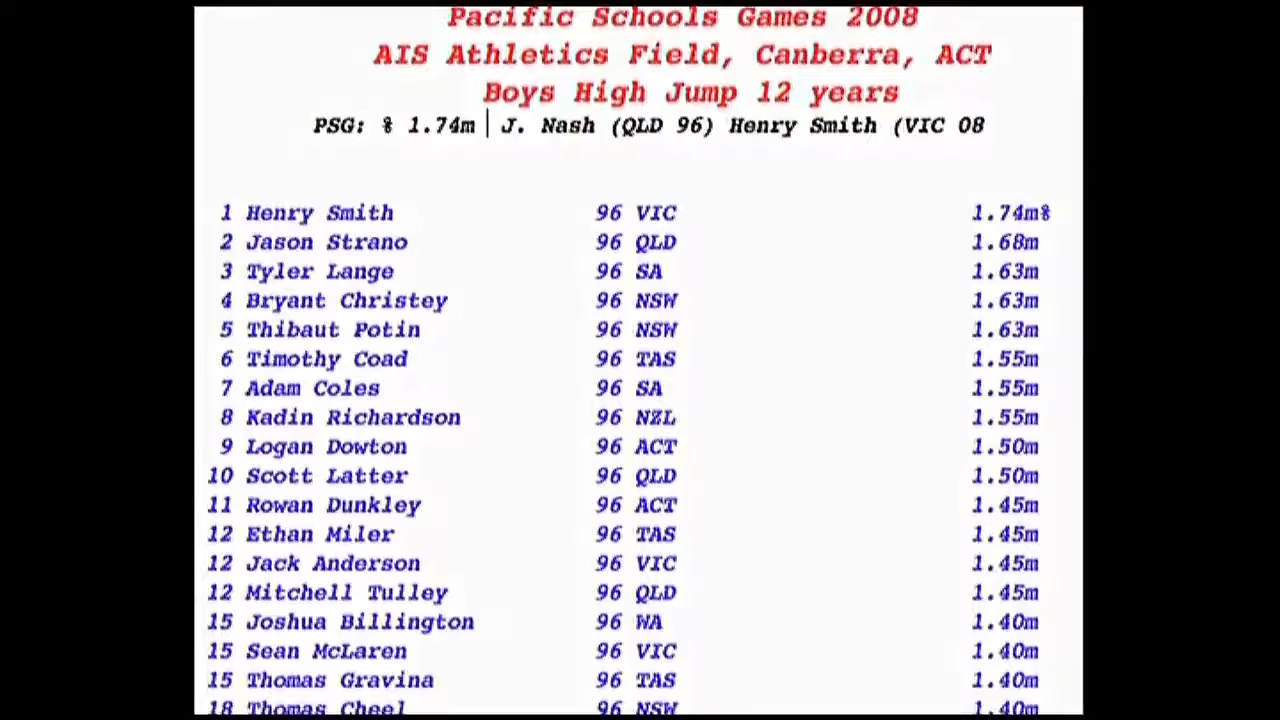 Pacific Schools Games 2008
AIS Athletics Field, Canberra, ACT
Boys High Jump 12 years
PSG: % 1.74m | J. Nash (QLD 96) Henry Smith (VIC 08
1 Henry Smith 96 VIC 1.74m%
2 Jason Strano 96 QLD 1.68m
3 Tyler Lange 96 SA 1.63m
4 Bryant Christey 96 NSW 1.63m
5 Thibaut Potin 96 NSW 1.63m
6 Timothy Coad 96 TAS 1.55m
7 Adam Coles 96 SA 1.55m
8 Kadin Richardson 96 NZL 1.55m
9 Logan Dowton 96 ACT 1.50m
10 Scott Latter 96 QLD 1.50m
11 Rowan Dunkley 96 ACT 1.45m
12 Ethan Miler 96 TAS 1.45m
12 Jack Anderson 96 VIC 1.45m
12 Mitchell Tulley 96 QLD 1.45m
15 Joshua Billington 96 WA 1.40m
15 Sean McLaren 96 VIC 1.40m
15 Thomas Gravina 96 TAS 1.40m
18 Thomas Cheel 96 NSW 1.40m